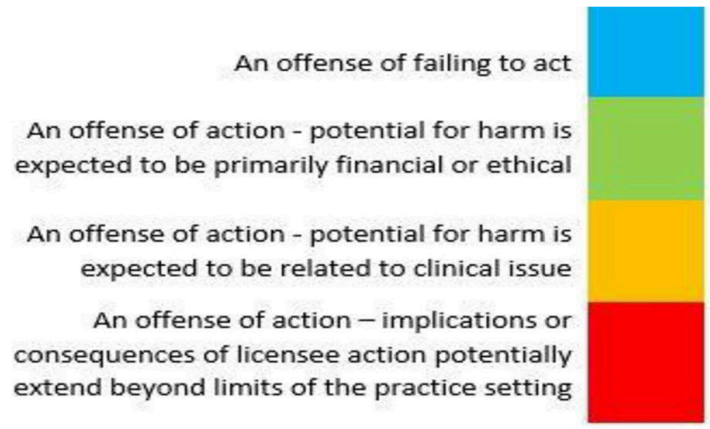 An offense of failing to act
An offense of action - potential for harm is
expected to be primarily financial or ethical
An offense of action - potential for harm is
expected to be related to clinical issue
An offense of action – implications or
consequences of licensee action potentially
extend beyond limits of the practice setting